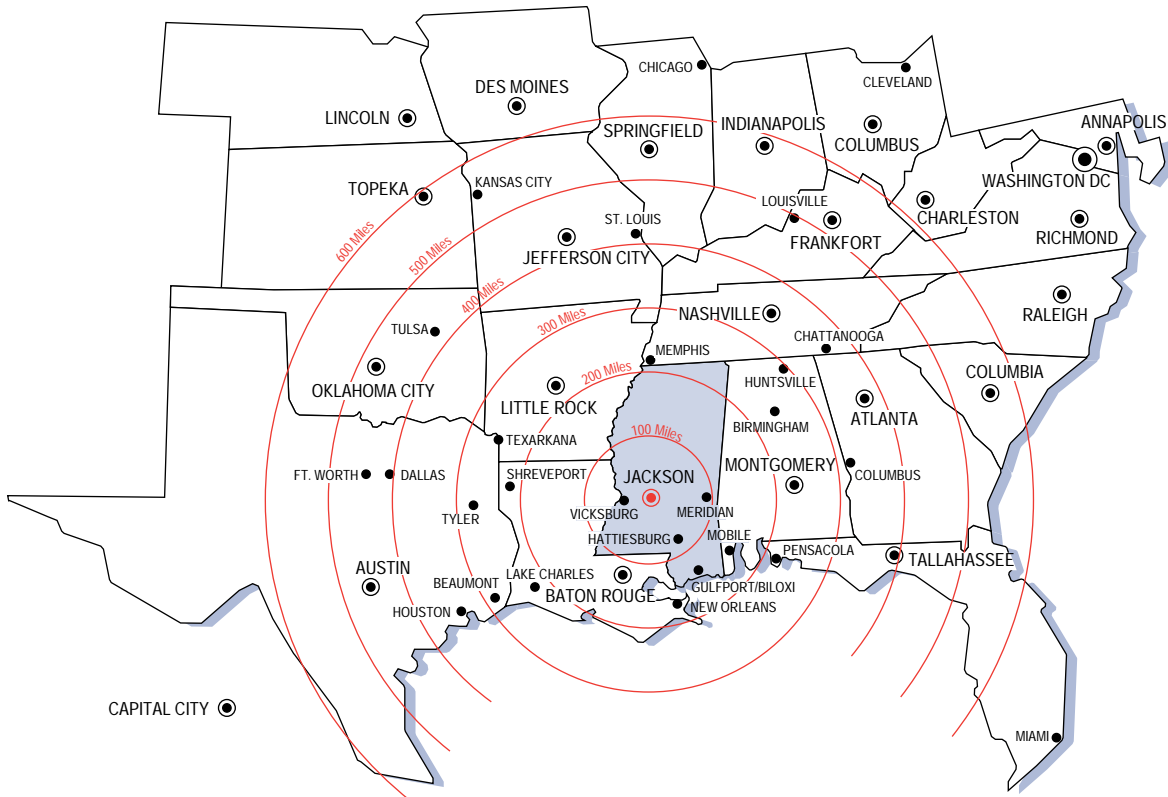 CHICAGO
CLEVELAND
DES MOINES
LINCOLN
SPRINGFIELD
INDIANAPOLIS
COLUMBUS
ANNAPOLIS
WASHINGTON DC
TOPEKA
KANSAS CITY
LOUISVILLE
CHARLESTON
ST. LOUIS
FRANKFORT
RICHMOND
JEFFERSON CITY
600 Miles
500 Miles
400 Miles
300 Miles
200 Miles
100 Miles
NASHVILLE
RALEIGH
TULSA
CHATTANOOGA
MEMPHIS
OKLAHOMA CITY
HUNTSVILLE
COLUMBIA
LITTLE ROCK
ATLANTA
BIRMINGHAM
TEXARKANA
FT. WORTH
DALLAS
SHREVEPORT
JACKSON
MONTGOMERY
COLUMBUS
TYLER
VICKSBURG
MERIDIAN
HATTIESBURG
MOBILE
PENSACOLA
TALLAHASSEE
AUSTIN
BEAUMONT
LAKE CHARLES
BATON ROUGE
GULFPORT/BILOXI
HOUSTON
NEW ORLEANS
CAPITAL CITY
MIAMI